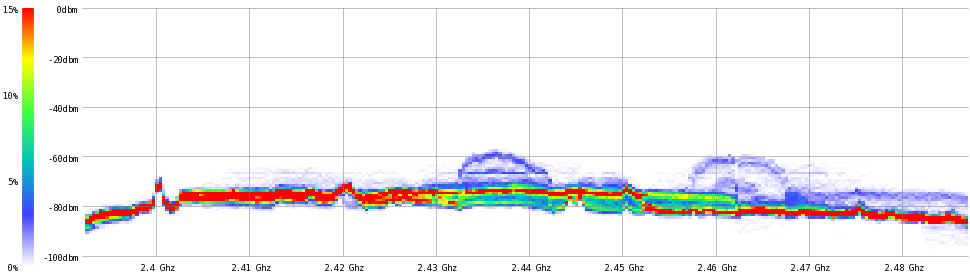 15%
10%
5%
0%
0dbm
-20dbm
-40dbm
-60dbm
-80dbm
-100dbm
2.4 Ghz
2.41 Ghz
2.42 Ghz
2.43 Ghz
2.44 Ghz
2.45 Ghz
2.46 Ghz
2.47 Ghz
2.48 Ghz